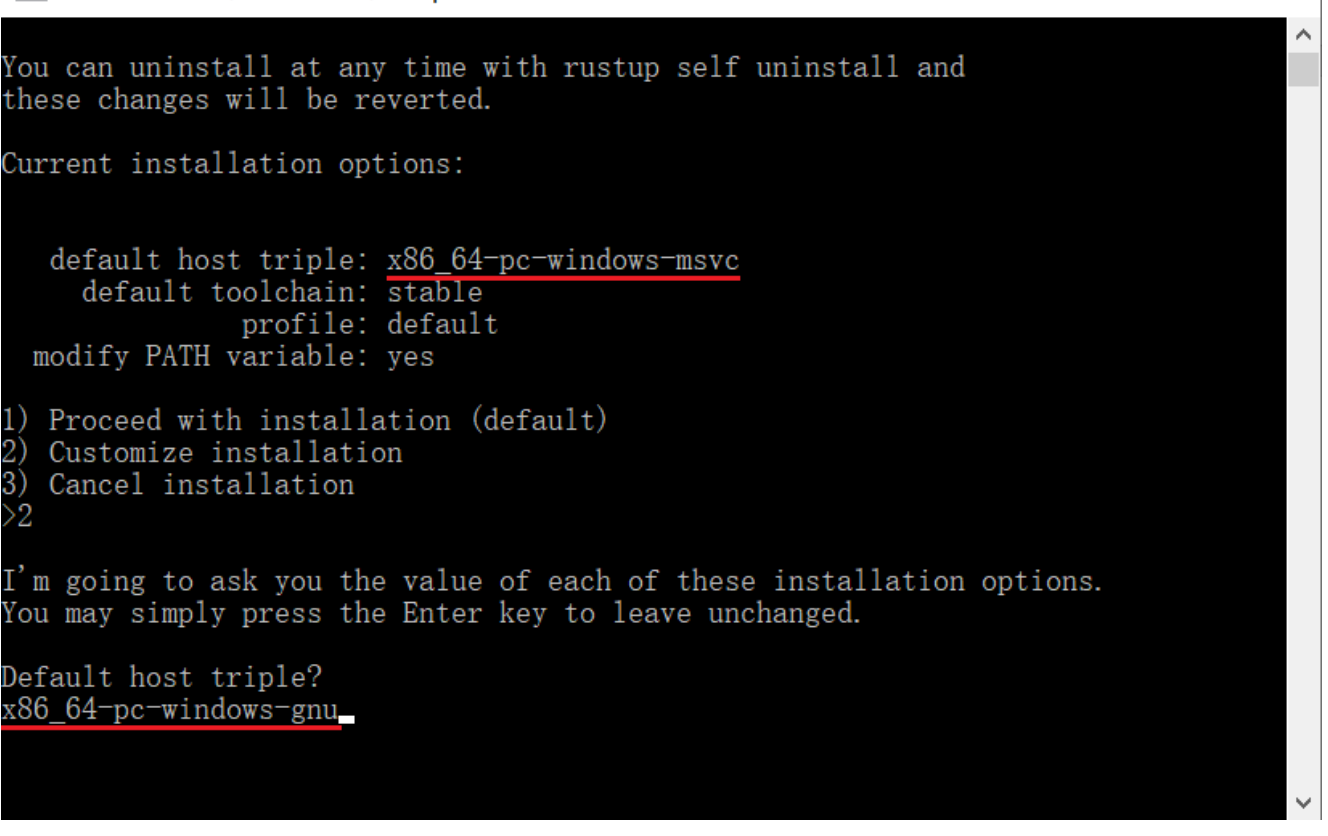 You can uninstall at any time with rustup self uninstall and
these changes will be reverted.
Current installation options:
default host triple: x86_64-pc-windows-msvc
default toolchain: stable
profile: default
modify PATH variable: yes
1) Proceed with installation (default)
2) Customize installation
3) Cancel installation
>2
I'm going to ask you the value of each of these installation options.
You may simply press the Enter key to leave unchanged.
Default host triple?
x86_64-pc-windows-gnu